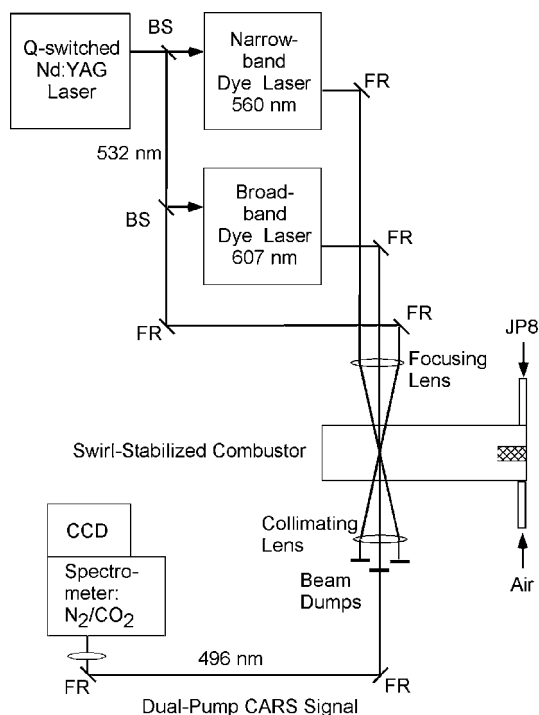 Q-switched
Nd:YAG
Laser
BS
Narrow-
band
Dye Laser
560 nm
FR
532 nm
BS
Broad-
band
Dye Laser
607 nm
FR
FR
FR
JP8
Focusing
Lens
Swirl-Stabilized Combustor
CCD
Collimating
Lens
Spectro-
meter:
N2/CO2
Beam
Dumps
Air
496 nm
FR
FR
Dual-Pump CARS Signal